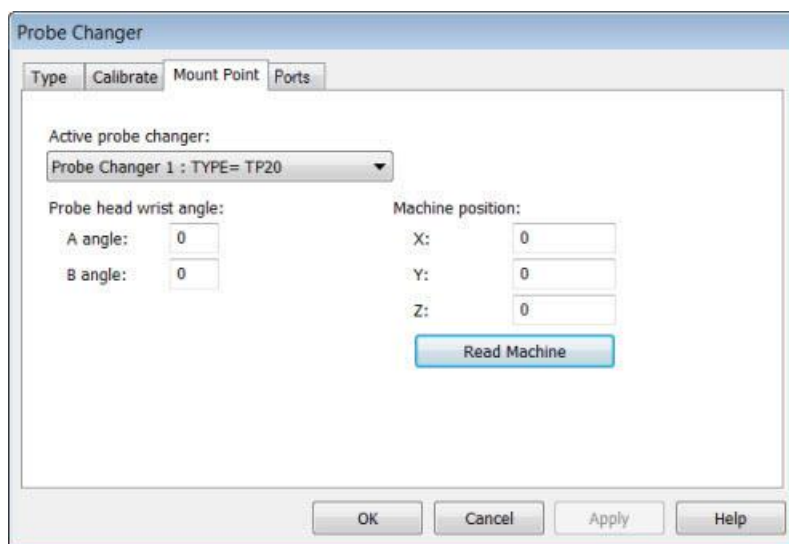 Probe Changer
Type Calibrate Mount Point Ports
Active probe changer:
Probe Changer 1 : TYPE= TP20
Probe head wrist angle: Machine position:
A angle: 0 X: 0
B angle: 0 Y: 0
Z: 0
Read Machine
OK Cancel Apply Help